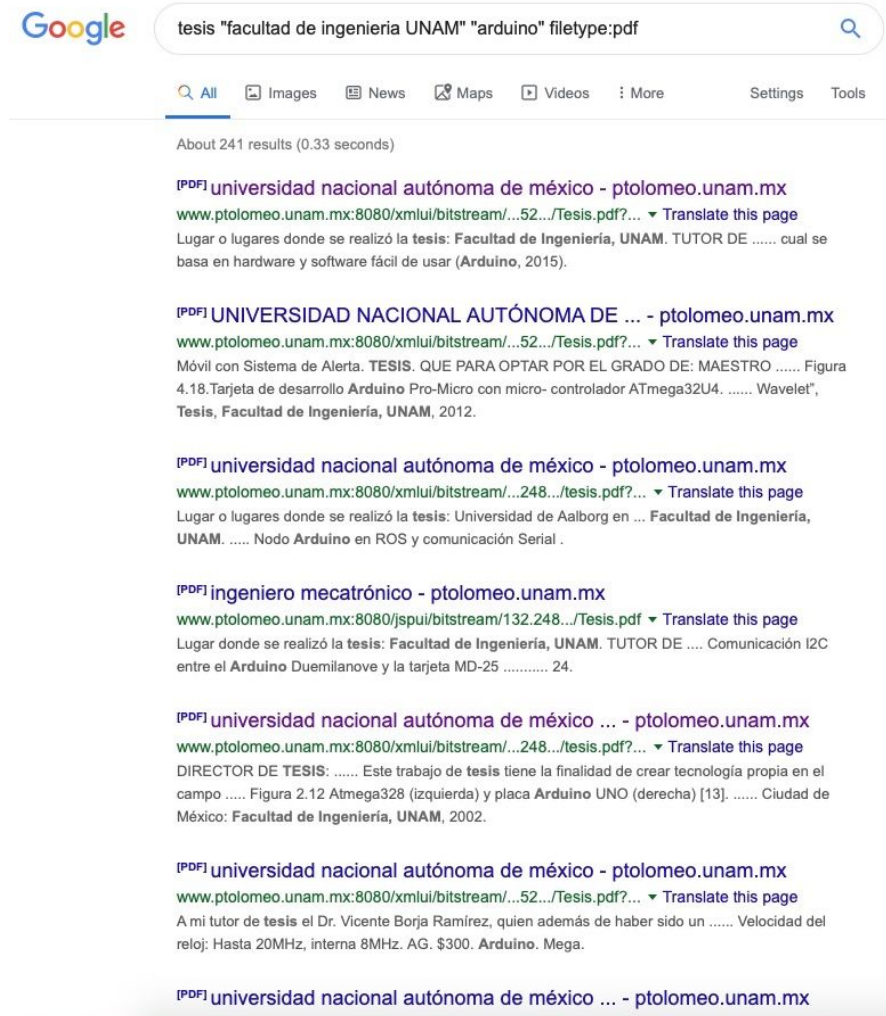 Google
tesis "facultad de ingenieria UNAM" "arduino" filetype:pdf
All Images News Maps Videos More Settings Tools
About 241 results (0.33 seconds)
[PDF] universidad nacional autónoma de méxico - ptolomeo.unam.mx
www.ptolomeo.unam.mx:8080/xmlui/bitstream/...52.../Tesis.pdf?... Translate this page
Lugar o lugares donde se realizó la tesis: Facultad de Ingeniería, UNAM. TUTOR DE ...... cual se
basa en hardware y software fácil de usar (Arduino, 2015).
[PDF] UNIVERSIDAD NACIONAL AUTÓNOMA DE ... - ptolomeo.unam.mx
www.ptolomeo.unam.mx:8080/xmlui/bitstream/...52.../Tesis.pdf?... Translate this page
Móvil con Sistema de Alerta. TESIS. QUE PARA OPTAR POR EL GRADO DE: MAESTRO ...... Figura
4.18.Tarjeta de desarrollo Arduino Pro-Micro con micro- controlador ATmega32U4. ...... Wavelet",
Tesis, Facultad de Ingeniería, UNAM, 2012.
[PDF] universidad nacional autónoma de méxico - ptolomeo.unam.mx
www.ptolomeo.unam.mx:8080/xmlui/bitstream/...248.../tesis.pdf?... Translate this page
Lugar o lugares donde se realizó la tesis: Universidad de Aalborg en ... Facultad de Ingeniería,
UNAM. ..... Nodo Arduino en ROS y comunicación Serial .
[PDF] ingeniero mecatrónico - ptolomeo.unam.mx
www.ptolomeo.unam.mx:8080/jspui/bitstream/132.248.../Tesis.pdf Translate this page
Lugar donde se realizó la tesis: Facultad de Ingeniería, UNAM. TUTOR DE .... Comunicación I2C
entre el Arduino Duemilanove y la tarjeta MD-25 ........... 24.
[PDF] universidad nacional autónoma de méxico ... - ptolomeo.unam.mx
www.ptolomeo.unam.mx:8080/xmlui/bitstream/...248.../tesis.pdf?... Translate this page
DIRECTOR DE TESIS: ...... Este trabajo de tesis tiene la finalidad de crear tecnología propia en el
campo ..... Figura 2.12 Atmega328 (izquierda) y placa Arduino UNO (derecha) [13]. ...... Ciudad de
México: Facultad de Ingeniería, UNAM, 2002.
[PDF] universidad nacional autónoma de méxico - ptolomeo.unam.mx
www.ptolomeo.unam.mx:8080/xmlui/bitstream/...52.../Tesis.pdf?... Translate this page
A mi tutor de tesis el Dr. Vicente Borja Ramírez, quien además de haber sido un ...... Velocidad del
reloj: Hasta 20MHz, interna 8MHz. AG. $300. Arduino. Mega.
[PDF] universidad nacional autónoma de méxico ... - ptolomeo.unam.mx